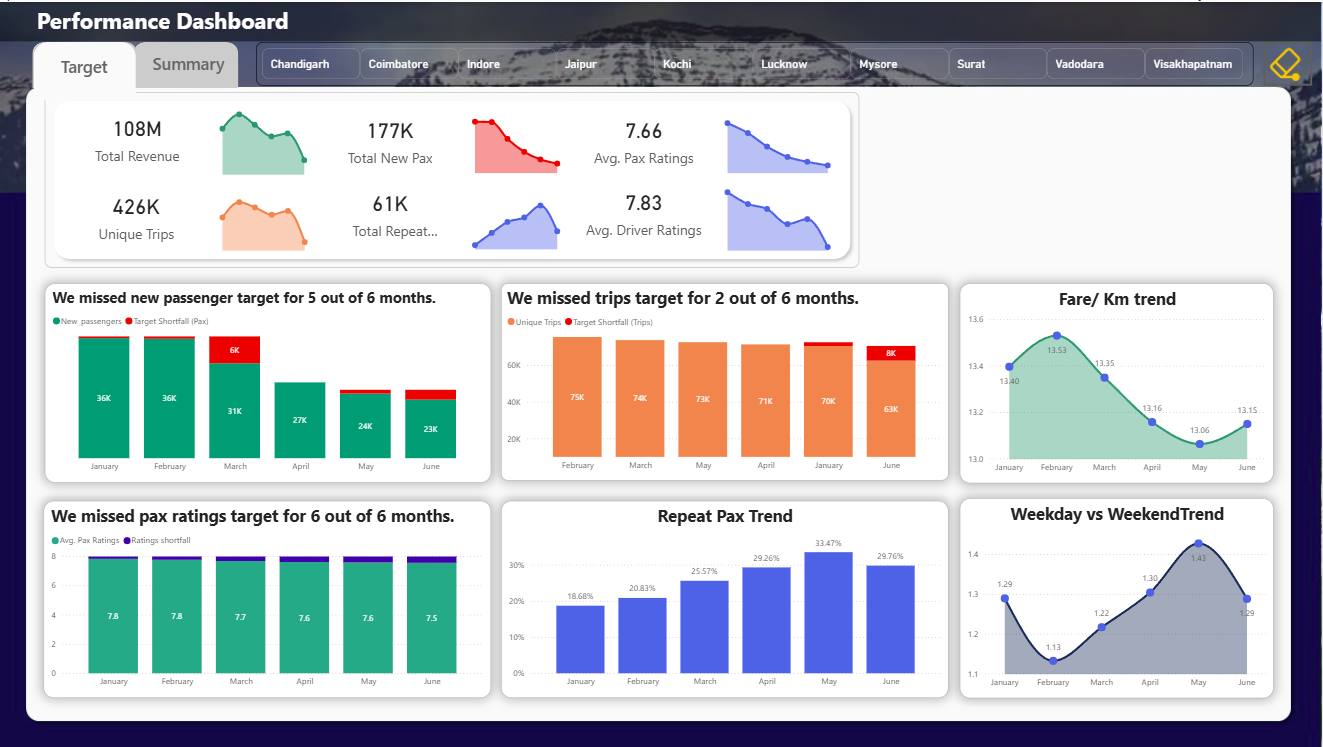 Performance Dashboard
Target
Summary
Chandigarh
Coimbatore
Indore
Jaipur
Kochi
Lucknow
Mysore
Surat
Vadodara
Visakhapatnam
108M
Total Revenue
177K
Total New Pax
7.66
Avg. Pax Ratings
426K
Unique Trips
61K
Total Repeat...
7.83
Avg. Driver Ratings
We missed new passenger target for 5 out of 6 months.
New_passengers Target Shortfall (Pax)
6K
36K
36K
31K
27K
24K
23K
January February March April May June
We missed trips target for 2 out of 6 months.
Unique Trips Target Shortfall (Trips)
60K
40K
20K
8K
75K
74K
73K
71K
70K
63K
February March May April January June
Fare/ Km trend
13.6
13.4
13.2
13.0
13.40
13.53
13.35
13.16
13.06
13.15
January February March April May June
We missed pax ratings target for 6 out of 6 months.
Avg. Pax Ratings Ratings shortfall
8
6
4
2
0
7.8
7.8
7.7
7.6
7.6
7.5
January February March April May June
Repeat Pax Trend
30%
20%
10%
0%
18.68%
20.83%
25.57%
29.26%
33.47%
29.76%
January February March April May June
Weekday vs WeekendTrend
1.4
1.3
1.2
1.1
1.29
1.13
1.22
1.30
1.43
1.29
January February March April May June